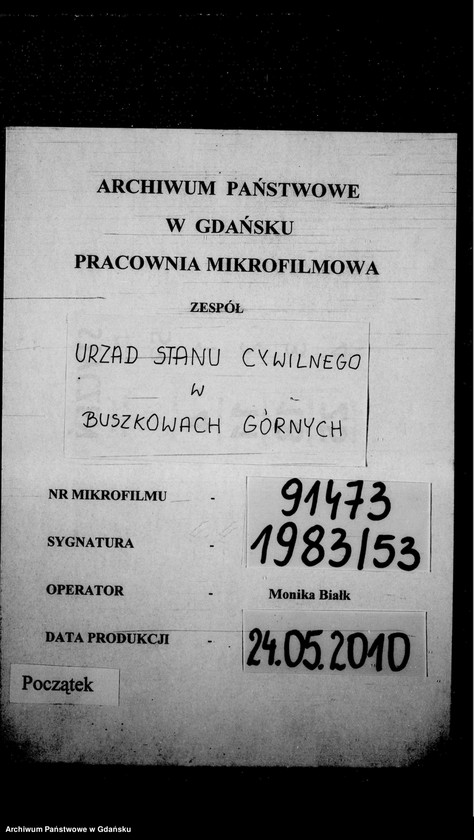 ARCHIWUM PAŃSTWOWE
W GDAŃSKU
PRACOWNIA MIKROFILMOWA
ZESPÓŁ
URZAD STANU CYWILNEGO
W
BUSZKOWACH GÓRNYCH
NR MIKROFILMU - 91473
SYGNATURA - 1983/53
OPERATOR - Monika Białk
DATA PRODUKCJI - 24.05.2010
Początek
Archiwum Państwowe w Gdańsku